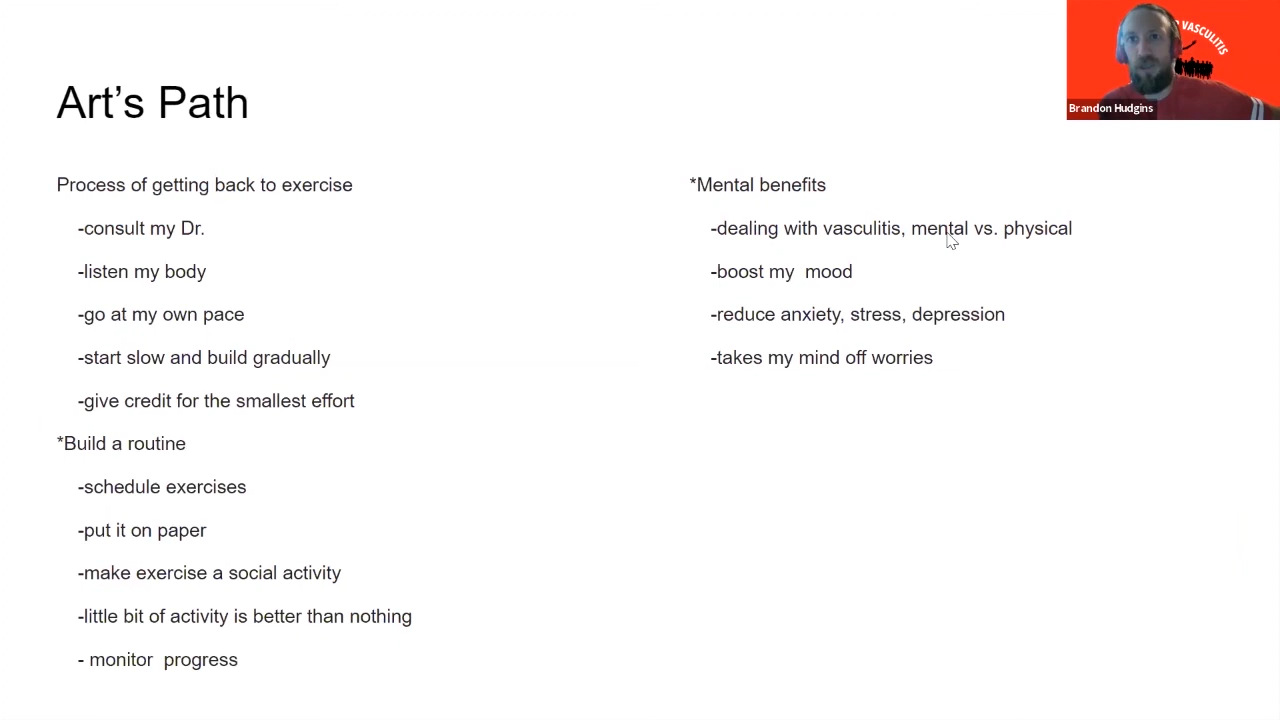 Art's Path
Process of getting back to exercise
-consult my Dr.
-listen my body
-go at my own pace
-start slow and build gradually
-give credit for the smallest effort
*Build a routine
-schedule exercises
-put it on paper
-make exercise a social activity
-little bit of activity is better than nothing
- monitor  progress
*Mental benefits
-dealing with vasculitis, mental vs. physical
-boost my  mood
-reduce anxiety, stress, depression
-takes my mind off worries
VASCULITIS
Brandon Hudgins